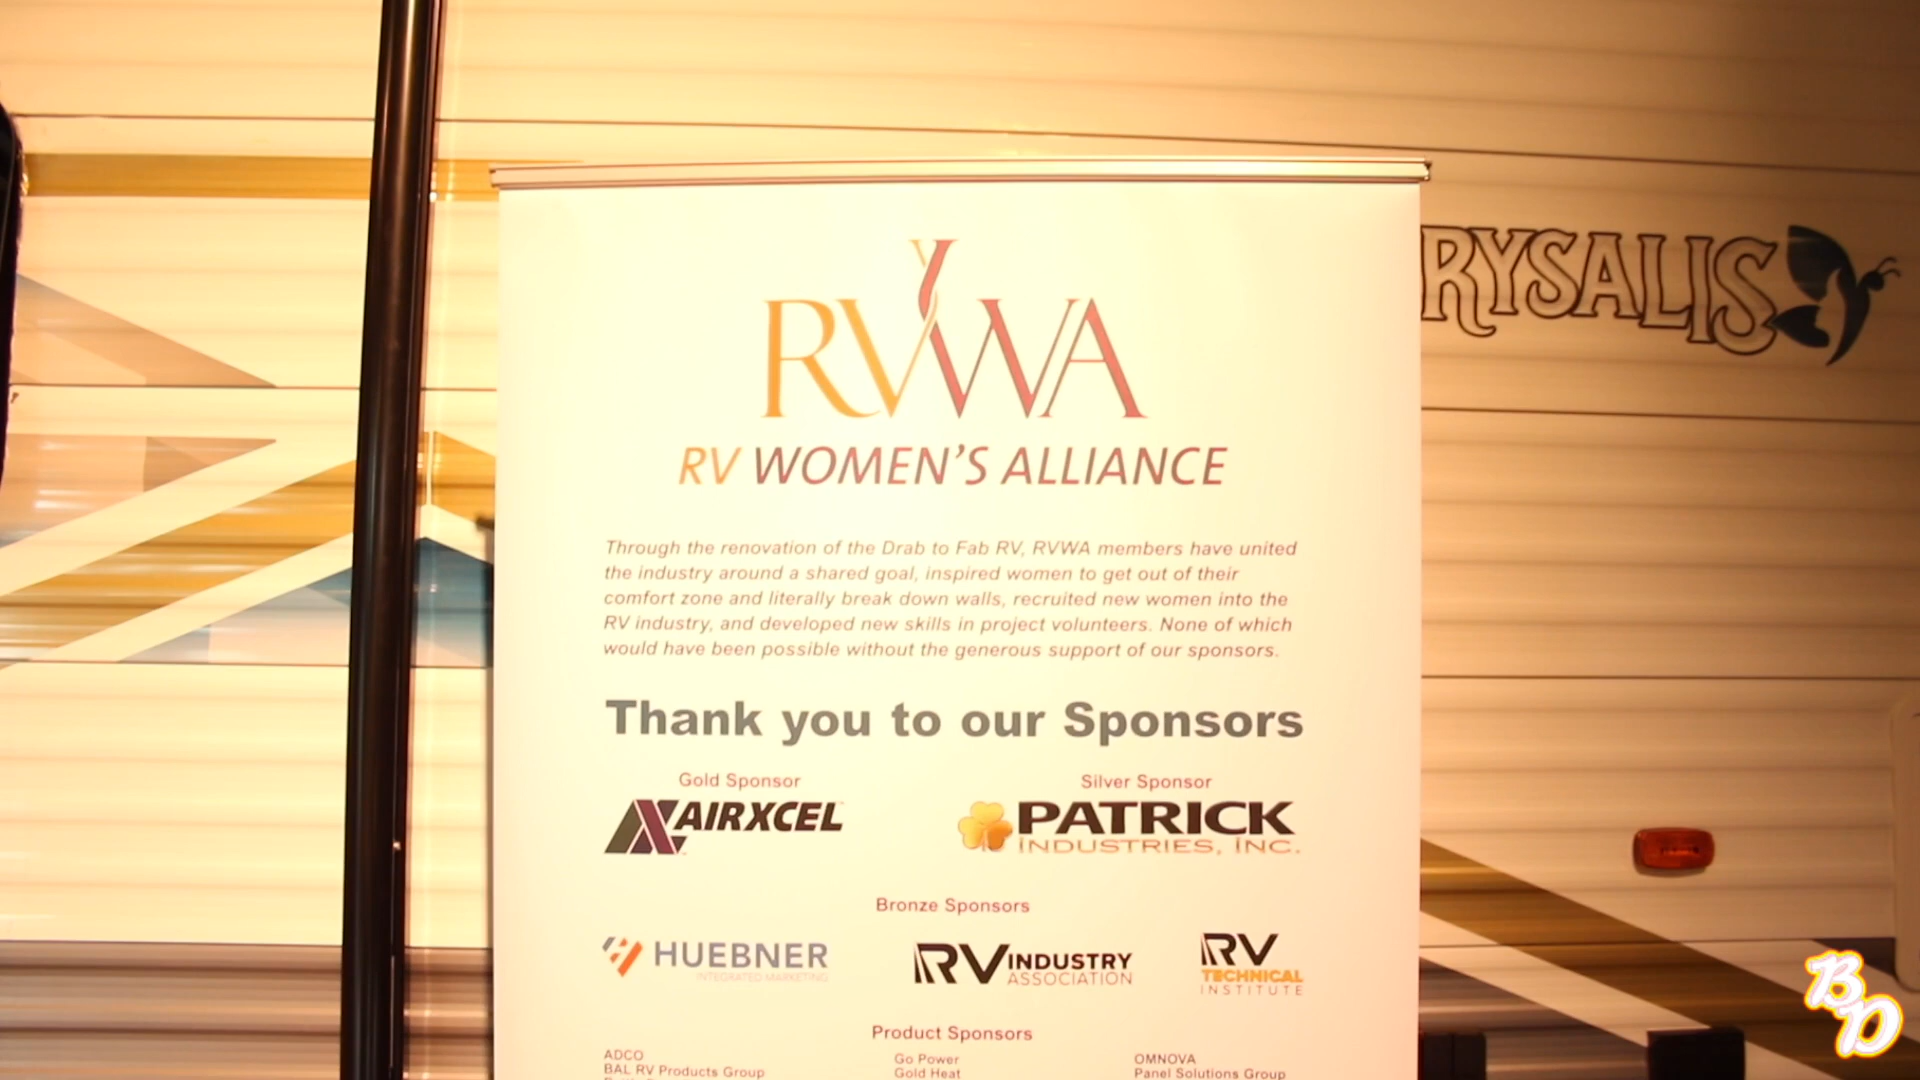 RVWA
RV WOMEN'S ALLIANCE
RYSALIS
Through the renovation of the Drab to Fab RV, RVWA members have united
the industry around a shared goal, inspired women to get out of their
comfort zone and literally break down walls, recruited new women into the
RV industry, and developed new skills in project volunteers. None of which
would have been possible without the generous support of our sponsors.
Thank you to our Sponsors
Gold Sponsor
AIRXCEL
Silver Sponsor
PATRICK
INDUSTRIES, INC.
Bronze Sponsors
HUEBNER
INTEGRATED MARKETING
RV INDUSTRY
ASSOCIATION
RV
TECHNICAL
INSTITUTE
Product Sponsors
ADCO
BAL RV Products Group
Go Power
Gold Heat
OMNOVA
Panel Solutions Group
BD